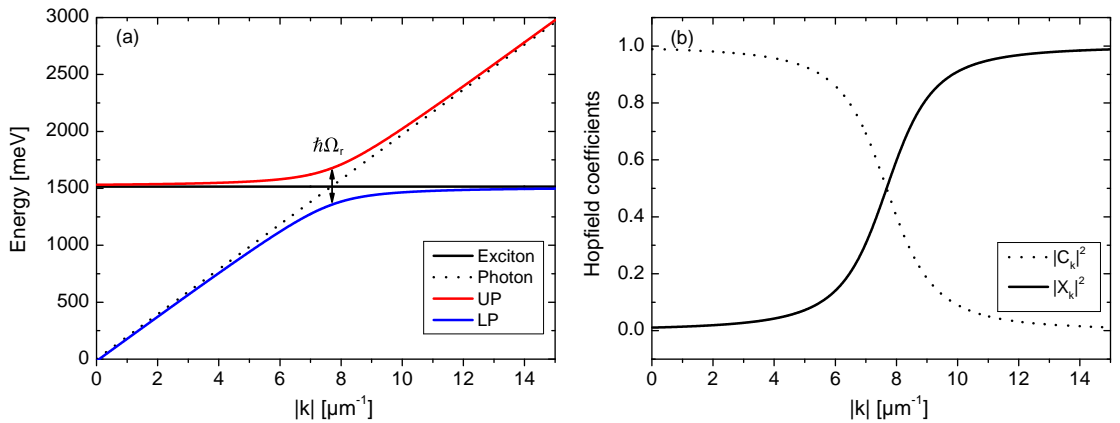 (a)
3000
2500
2000
1500
1000
500
0
Energy [meV]
ħΩᵣ
Exciton
Photon
UP
LP
0 2 4 6 8 10 12 14
|k| [µm⁻¹]
(b)
1.0
0.8
0.6
0.4
0.2
0.0
Hopfield coefficients
|Cₖ|²
|Xₖ|²
0 2 4 6 8 10 12 14
|k| [µm⁻¹]